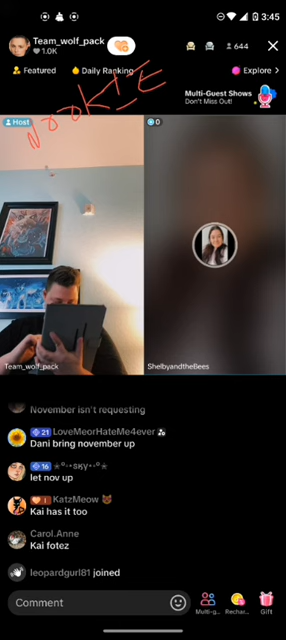 3:45
Team_wolf_pack
1.0K
644
Featured
Daily Ranking
Explore >
NOOKIE
Multi-Guest Shows
Don't Miss Out!
Host
0
Team_wolf_pack
ShelbyandtheBees
November isn't requesting
21 LoveMeorHateMe4ever
Dani bring november up
16
let nov up
I KatzMeow
Kai has it too
Carol.Anne
Kai fotez
leopardgurl81 joined
Comment
Multi-g...
Rechar...
Gift